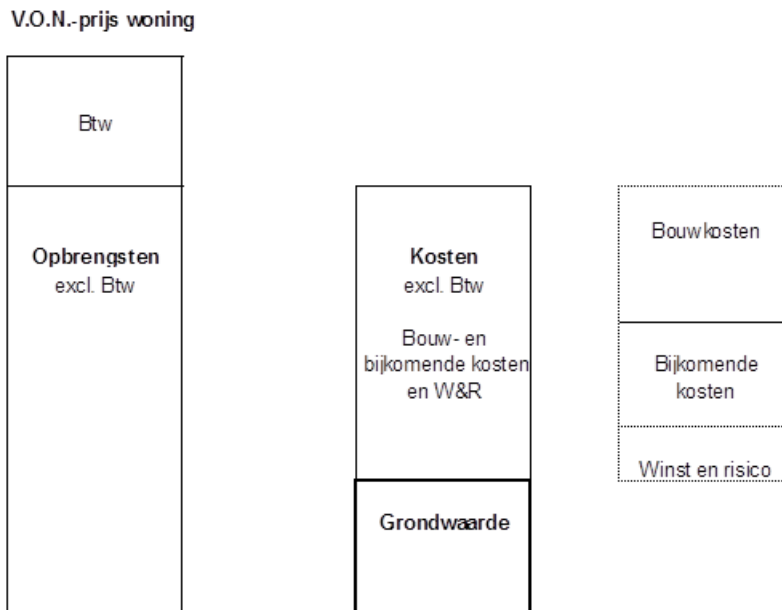 V.O.N.-prijs woning
Btw
Opbrengsten
excl. Btw
Kosten
excl. Btw
Bouw- en
bijkomende kosten
en W&R
Grondwaarde
Bouwkosten
Bijkomende
kosten
Winst en risico